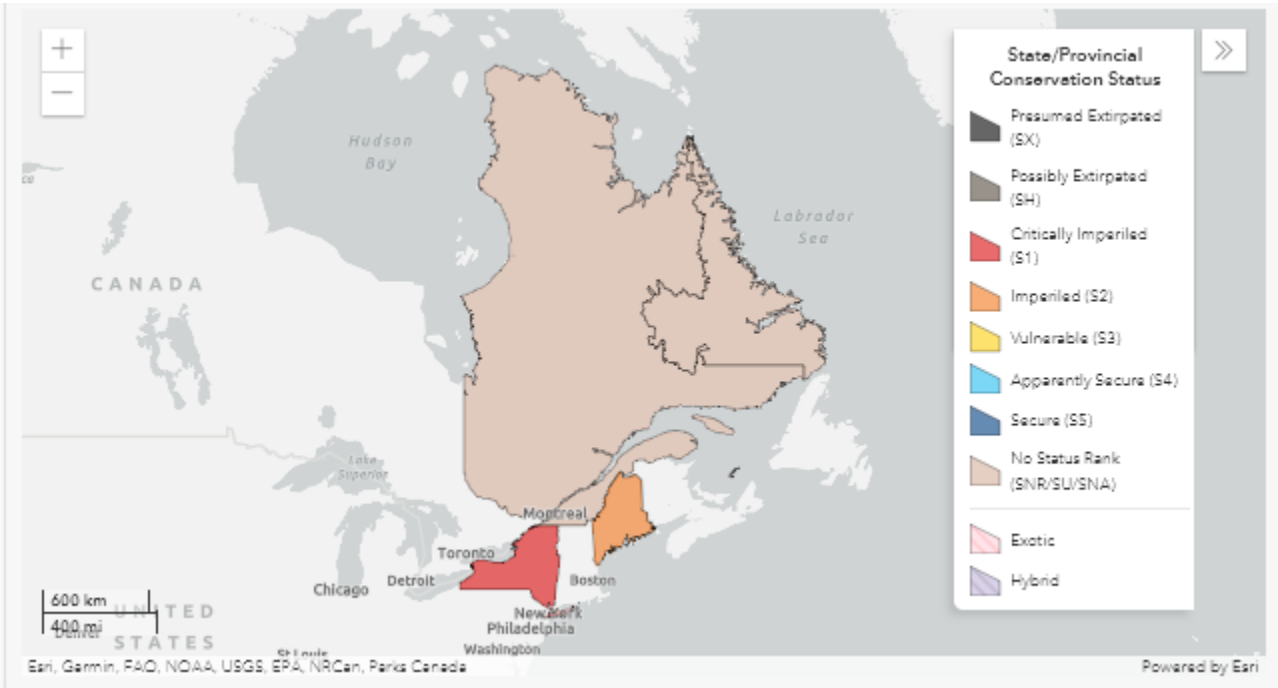 +
−
Hudson
Bay
Labrador
Sea
CANADA
Lake
Superior
Montreal
Toronto
Chicago
Detroit
Boston
New York
Philadelphia
Washington
UNITED
STATES
Denver
St Louis
600 km
400 mi
State/Provincial
Conservation Status
Presumed Extirpated
(SX)
Possibly Extirpated
(SH)
Critically Imperiled
(S1)
Imperiled (S2)
Vulnerable (S3)
Apparently Secure (S4)
Secure (S5)
No Status Rank
(SNR/SU/SNA)
Exotic
Hybrid
Esri, Garmin, FAO, NOAA, USGS, EPA, NRCan, Parks Canada
Powered by Esri